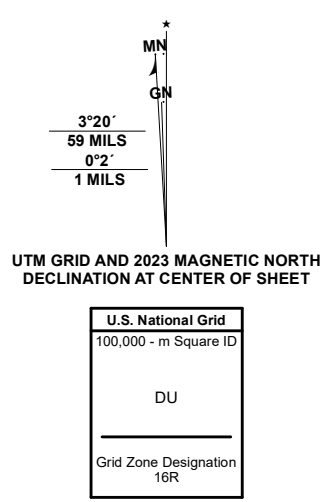 ★
MN
GN
3°20´
59 MILS
0°2´
1 MILS
UTM GRID AND 2023 MAGNETIC NORTH
DECLINATION AT CENTER OF SHEET
U.S. National Grid
100,000 - m Square ID
DU
Grid Zone Designation
16R